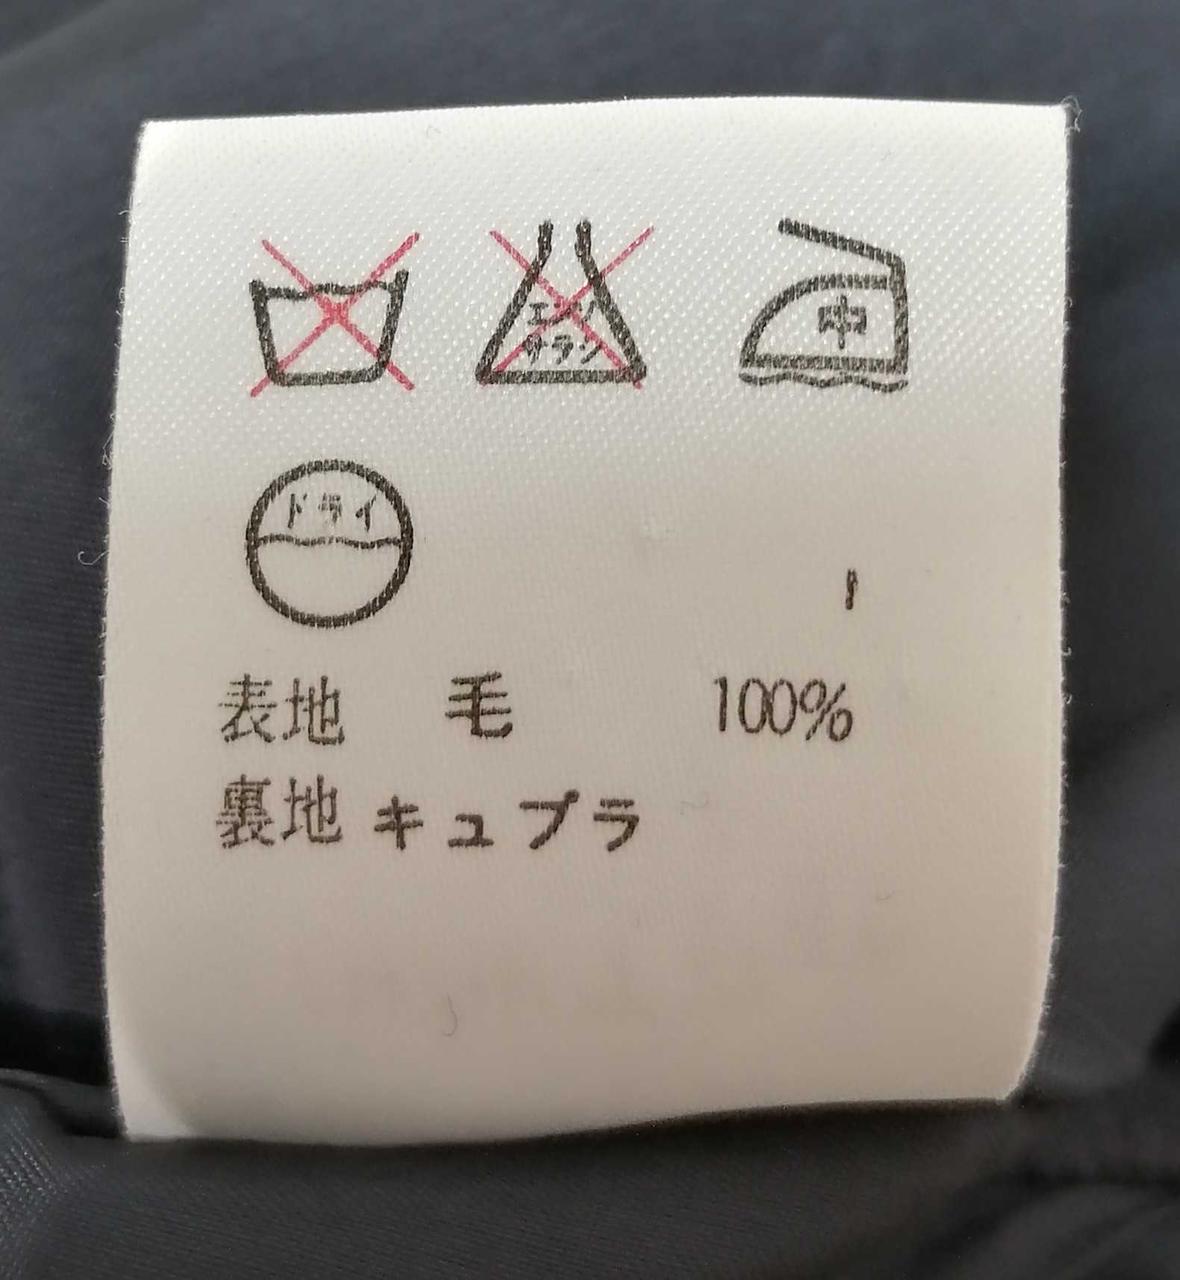 エンソ
サラシ
中
ドライ
表地 毛 100%
裏地 キュプラ